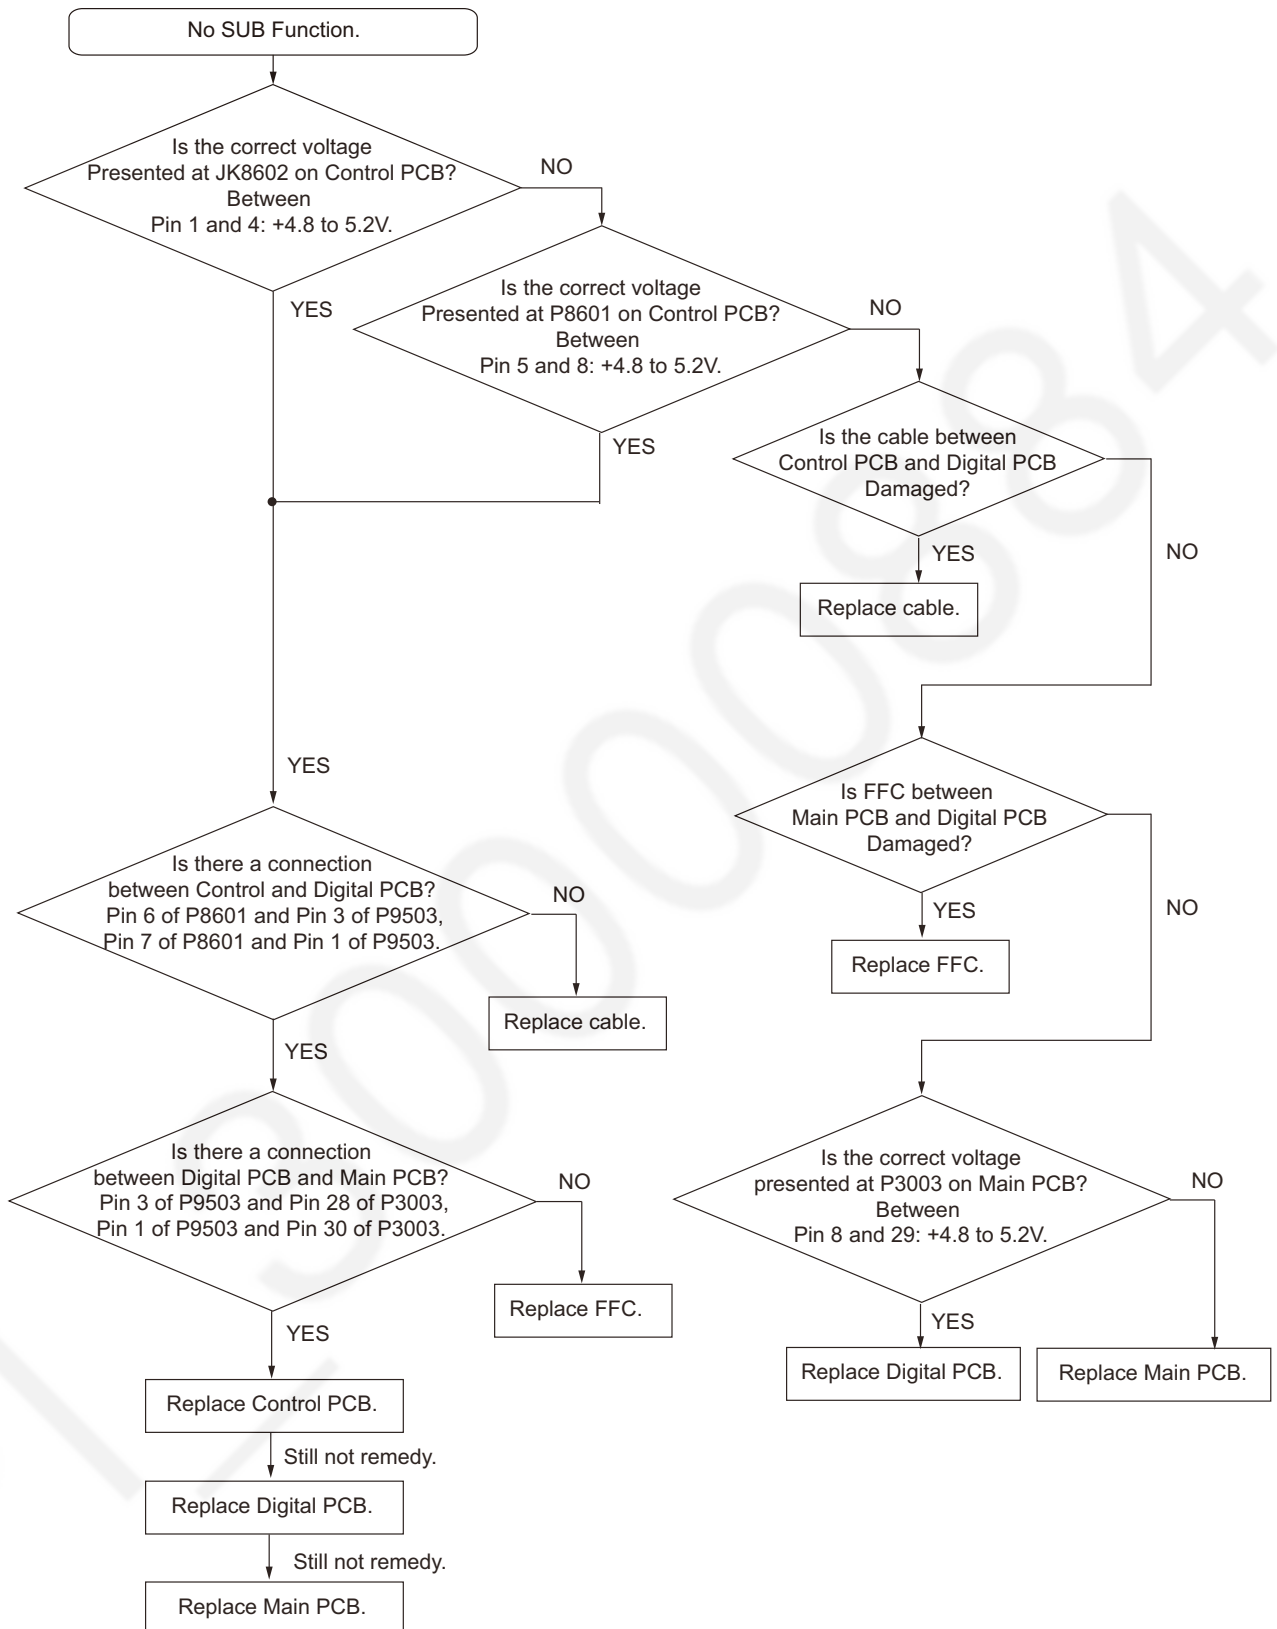 No SUB Function.
Is the correct voltage
Presented at JK8602 on Control PCB?
Between
Pin 1 and 4: +4.8 to 5.2V.
NO
YES
Is the correct voltage
Presented at P8601 on Control PCB?
Between
Pin 5 and 8: +4.8 to 5.2V.
NO
YES
Is the cable between
Control PCB and Digital PCB
Damaged?
NO
YES
Replace cable.
YES
Is FFC between
Main PCB and Digital PCB
Damaged?
NO
YES
Replace FFC.
Is there a connection
between Control and Digital PCB?
Pin 6 of P8601 and Pin 3 of P9503,
Pin 7 of P8601 and Pin 1 of P9503.
NO
Replace cable.
YES
Is there a connection
between Digital PCB and Main PCB?
Pin 3 of P9503 and Pin 28 of P3003,
Pin 1 of P9503 and Pin 30 of P3003.
NO
Replace FFC.
YES
Is the correct voltage
presented at P3003 on Main PCB?
Between
Pin 8 and 29: +4.8 to 5.2V.
NO
YES
Replace Digital PCB.
Replace Main PCB.
Replace Control PCB.
Still not remedy.
Replace Digital PCB.
Still not remedy.
Replace Main PCB.